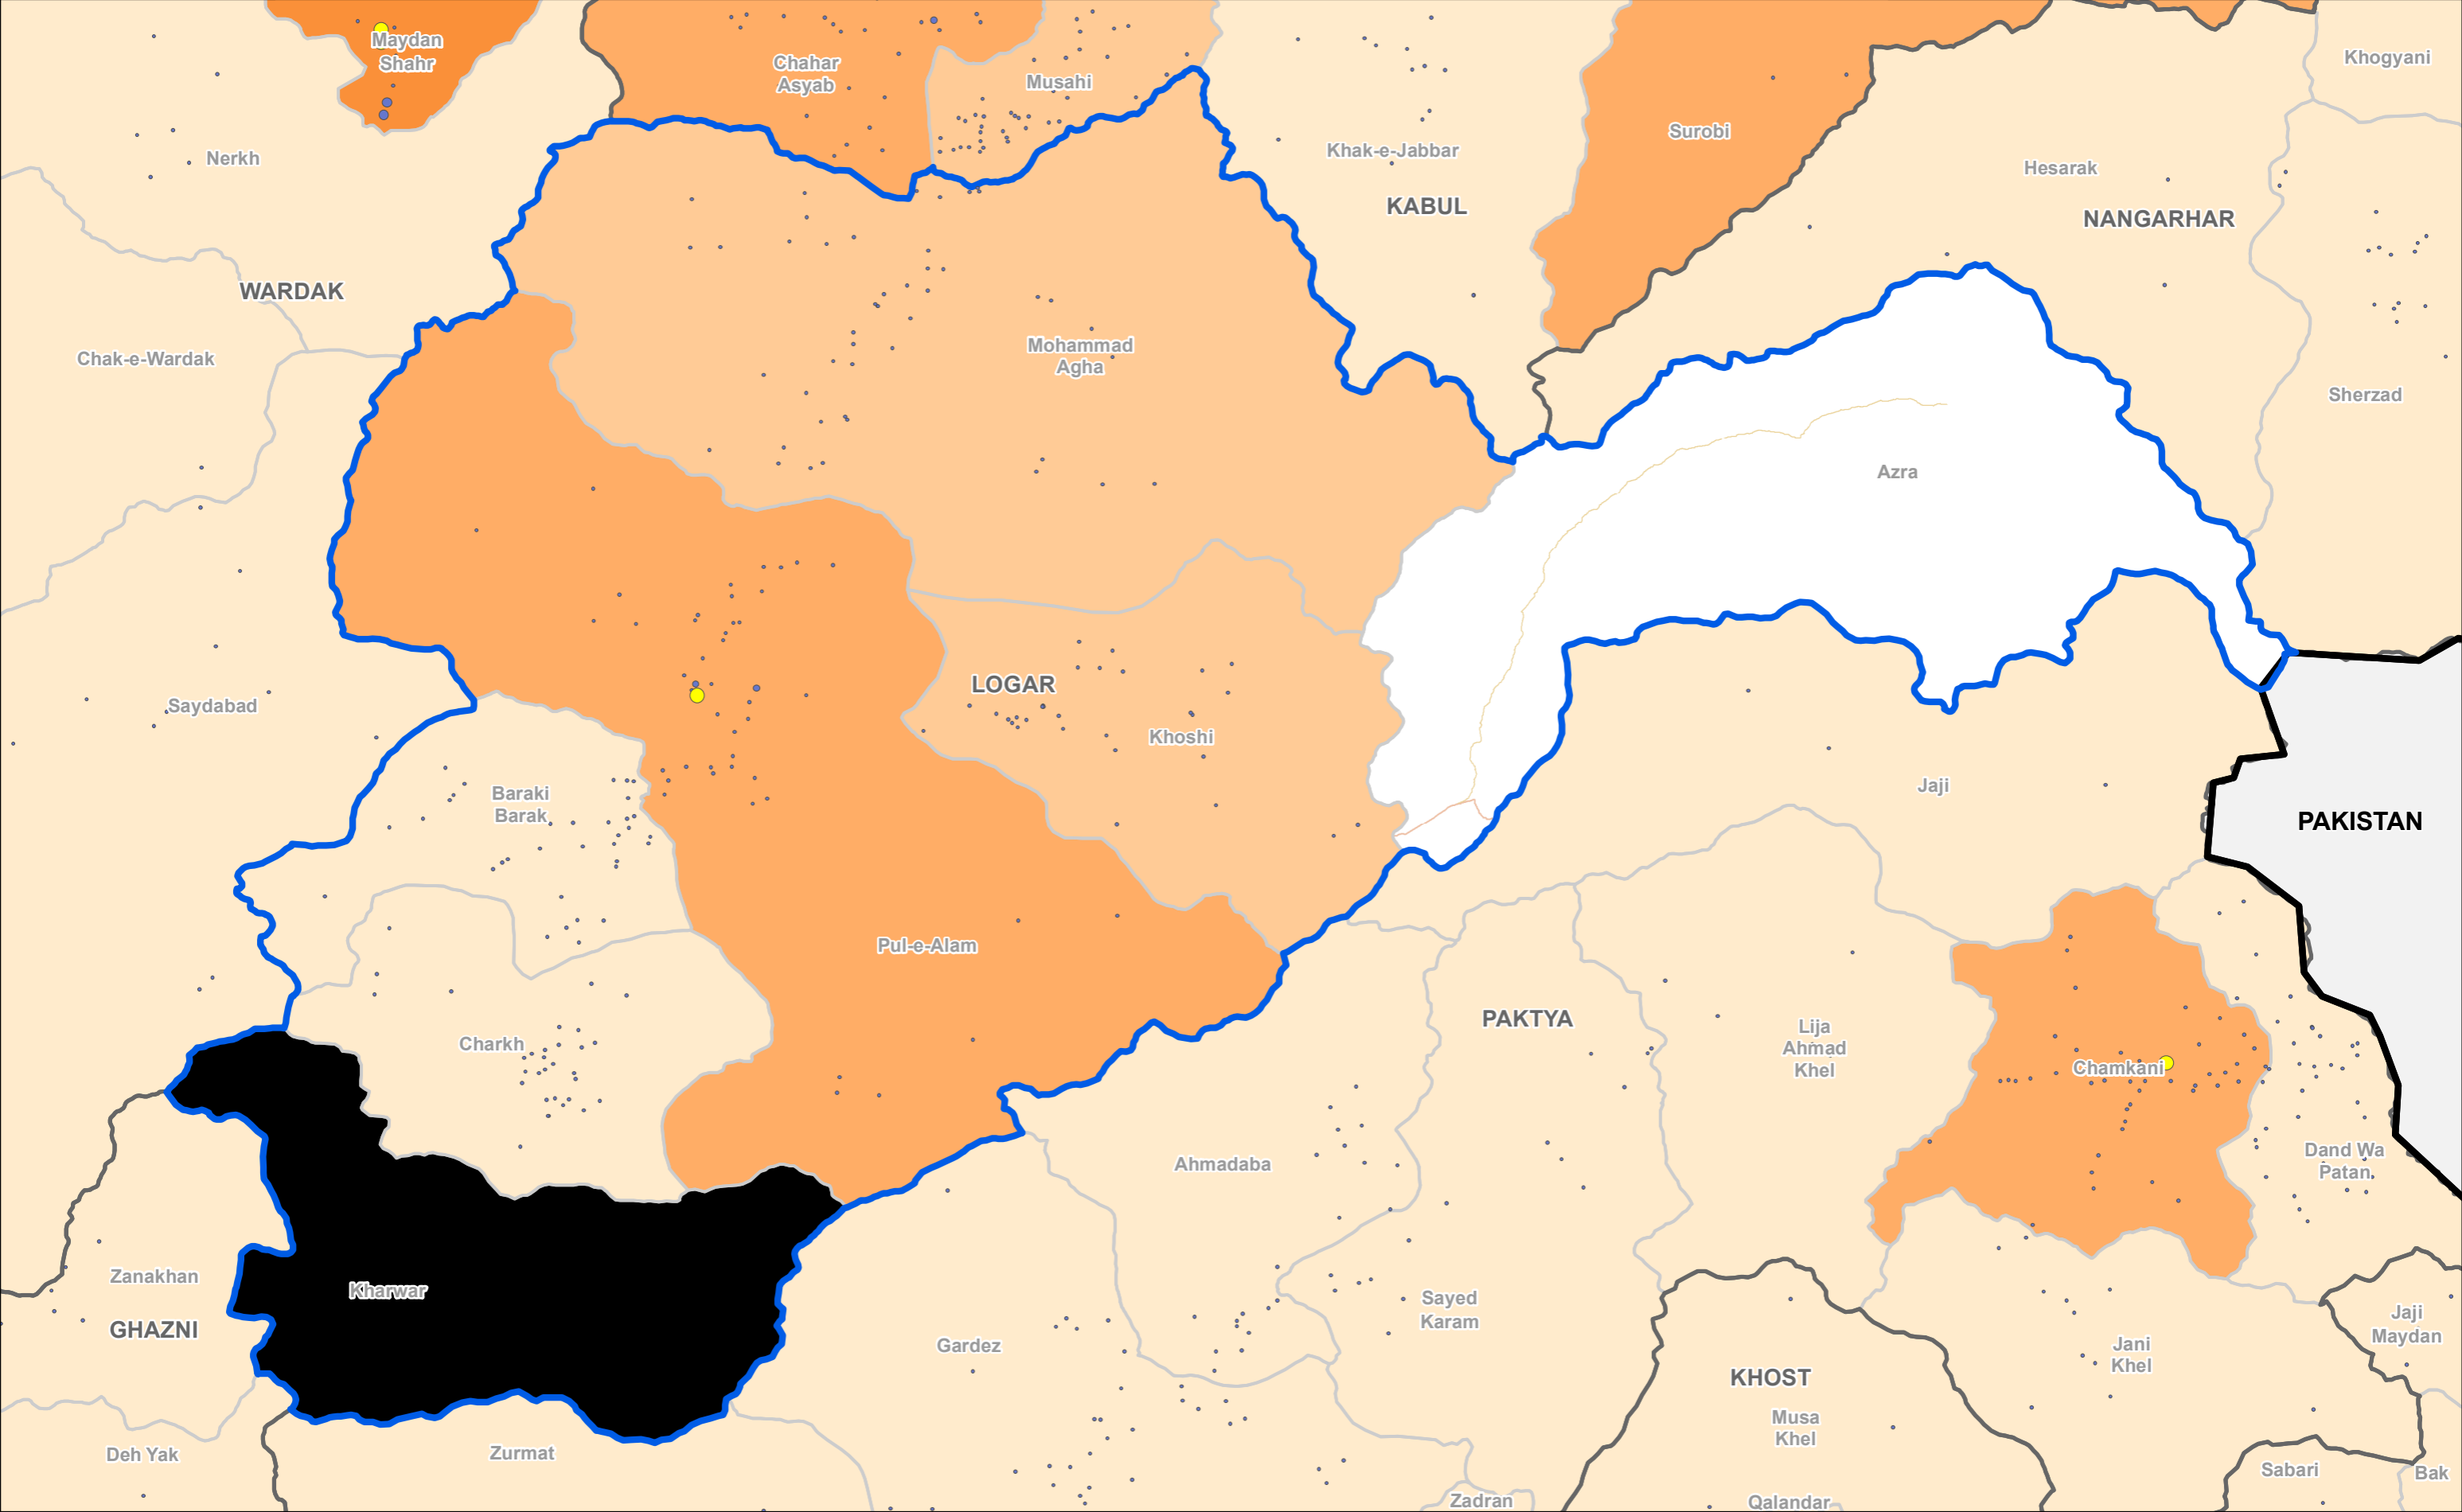 Maydan
Shahr
Chahar
Asyab
Musahi
Khogyani
Nerkh
Khak-e-Jabbar
Surobi
Hesarak
KABUL
NANGARHAR
WARDAK
Chak-e-Wardak
Mohammad
Agha
Sherzad
Azra
Saydabad
LOGAR
Khoshi
Baraki
Barak
Jaji
PAKISTAN
Pul-e-Alam
Charkh
PAKTYA
Lija
Ahmad
Khel
Chamkani
Ahmadaba
Dand Wa
Patan
Zanakhan
Kharwar
GHAZNI
Gardez
Sayed
Karam
Jaji
Maydan
Jani
Khel
KHOST
Musa
Khel
Deh Yak
Zurmat
Sabari
Bak
Zadran
Qalandar